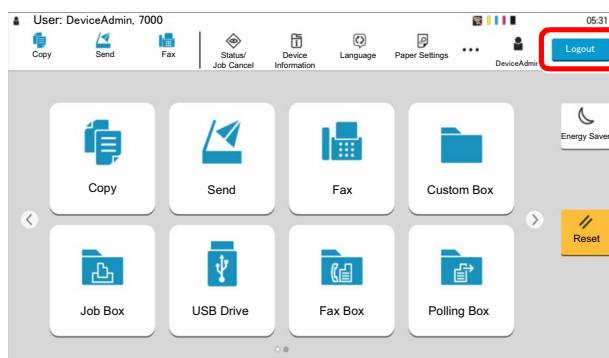 User: DeviceAdmin, 7000
05:31
Copy
Send
Fax
Status/
Job Cancel
Device
Information
Language
Paper Settings
DeviceAdmin
Logout
Energy Saver
Copy
Send
Fax
Custom Box
Reset
Job Box
USB Drive
Fax Box
Polling Box